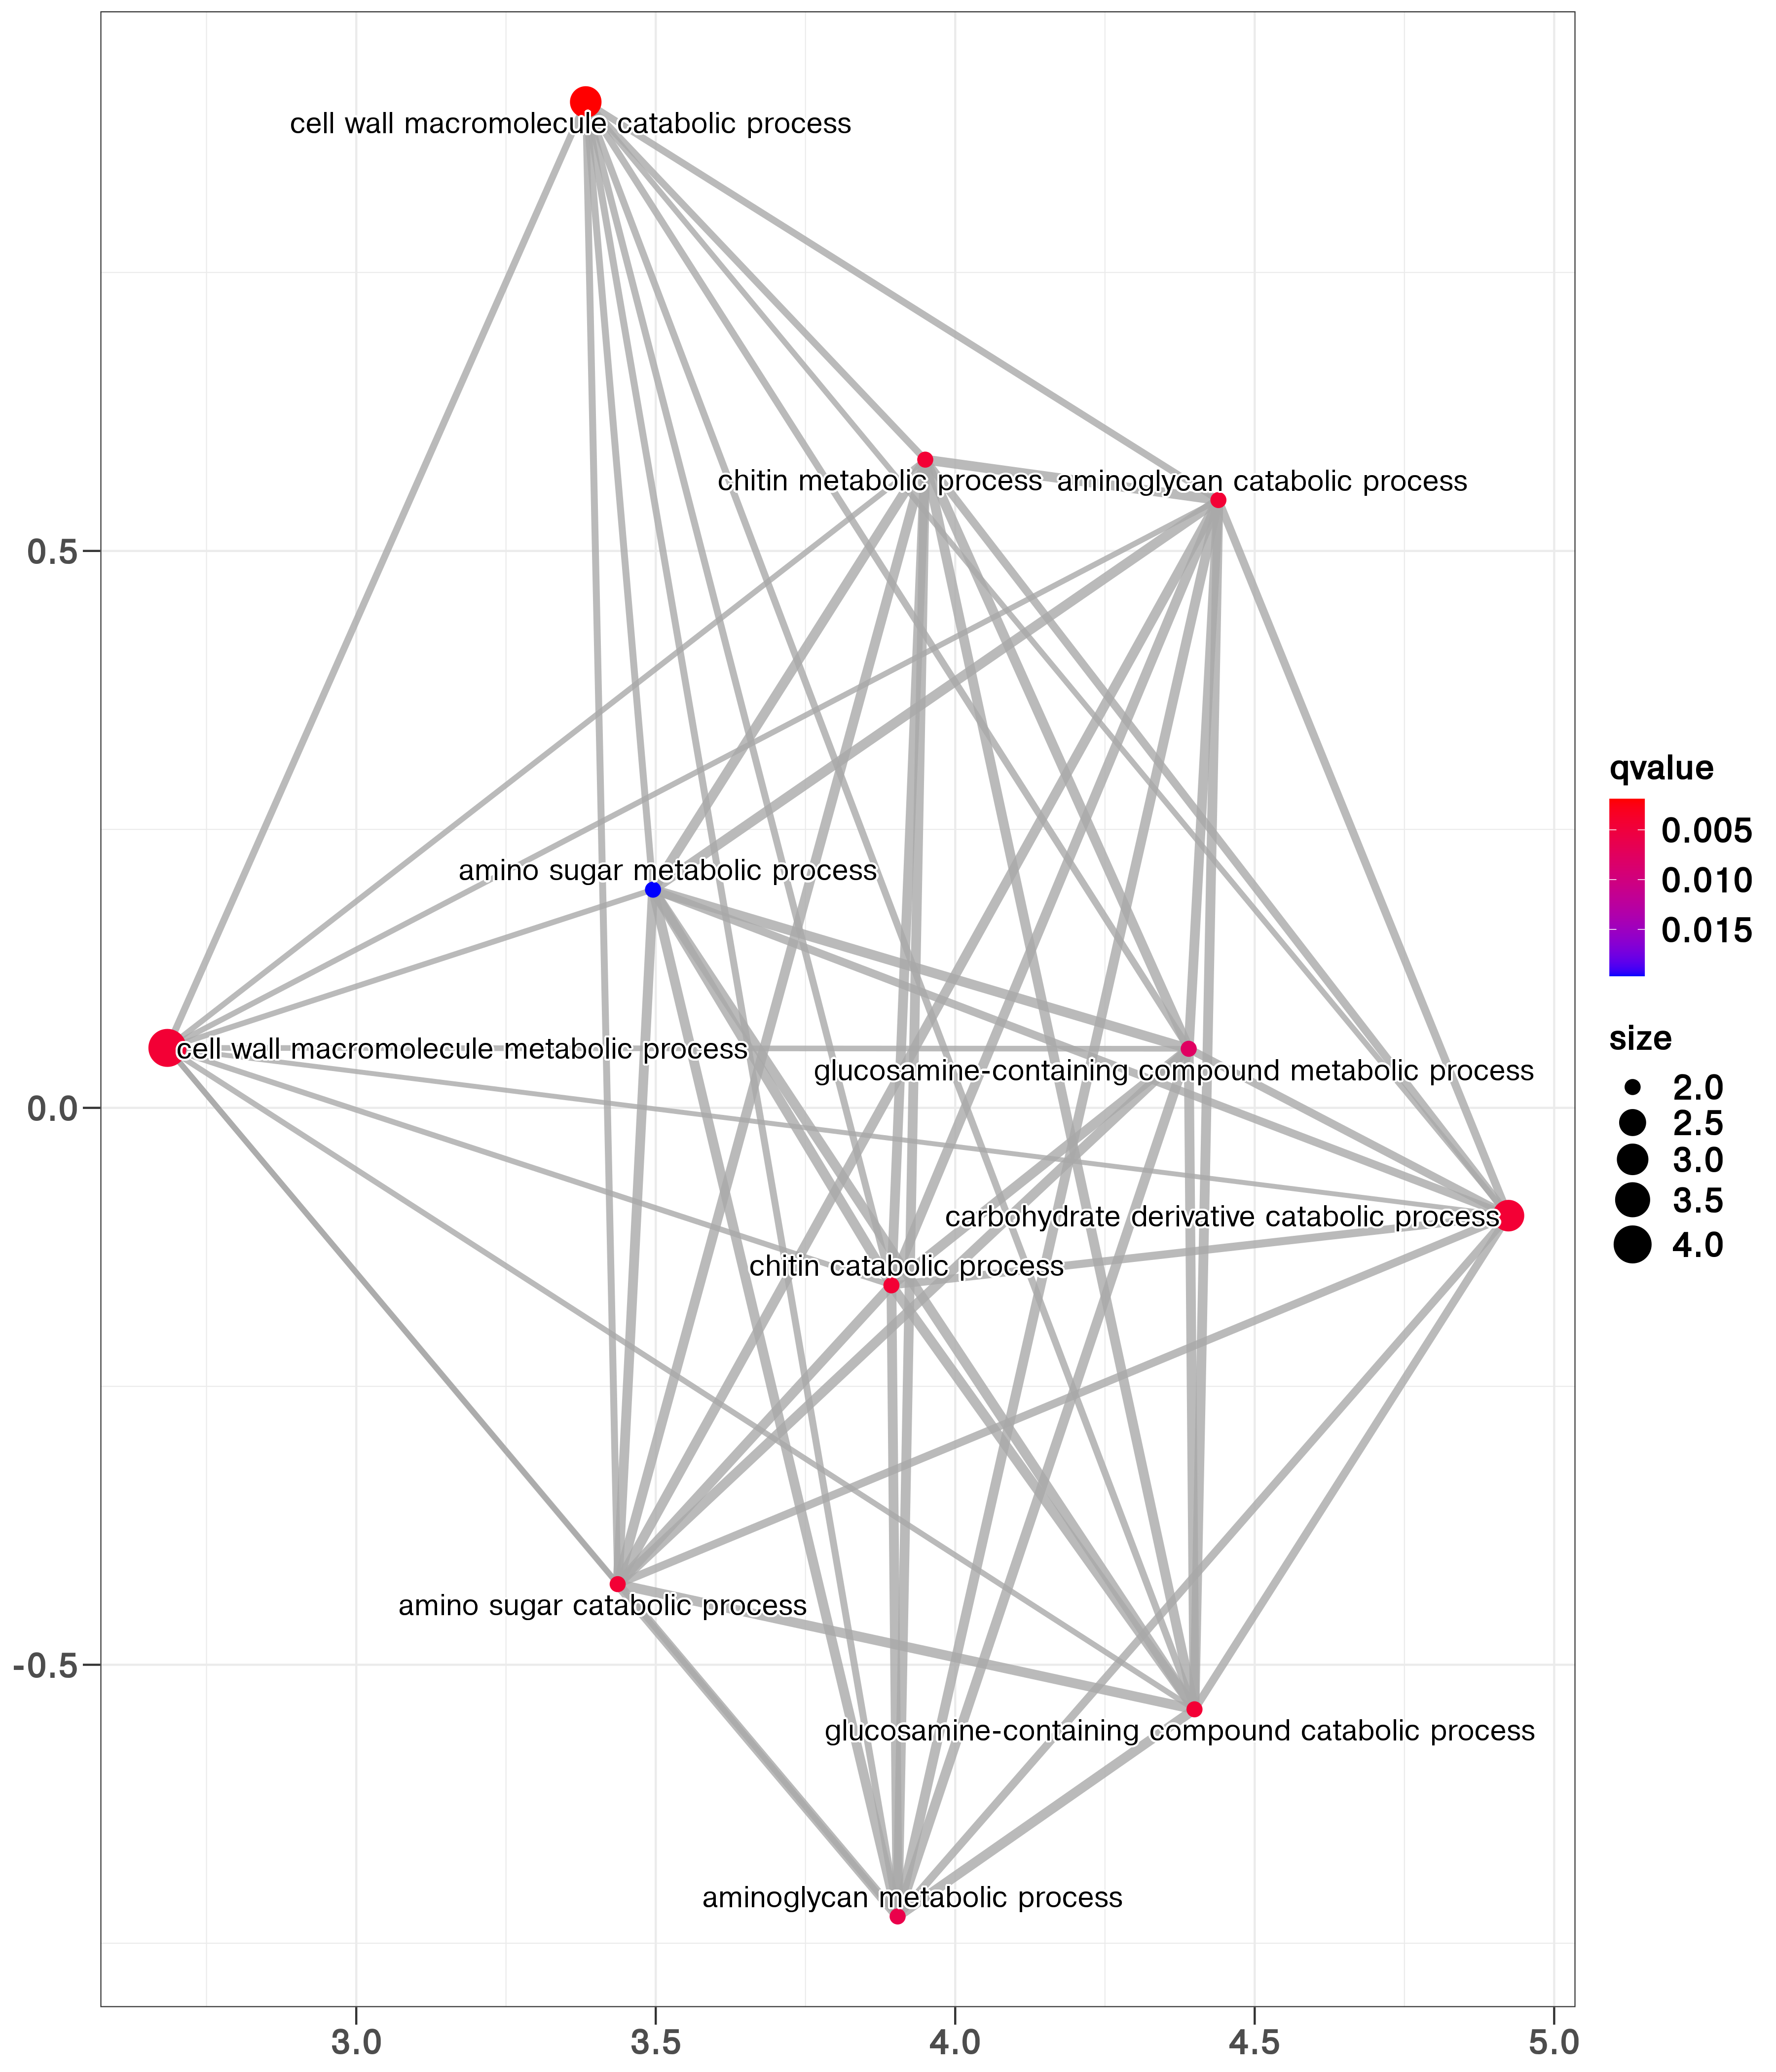 cell wall macromolecule catabolic process
chitin metabolic process
aminoglycan catabolic process
amino sugar metabolic process
cell wall macromolecule metabolic process
glucosamine-containing compound metabolic process
carbohydrate derivative catabolic process
chitin catabolic process
amino sugar catabolic process
glucosamine-containing compound catabolic process
aminoglycan metabolic process
0.5
0.0
-0.5
3.0
3.5
4.0
4.5
5.0
qvalue
0.005
0.010
0.015
size
2.0
2.5
3.0
3.5
4.0